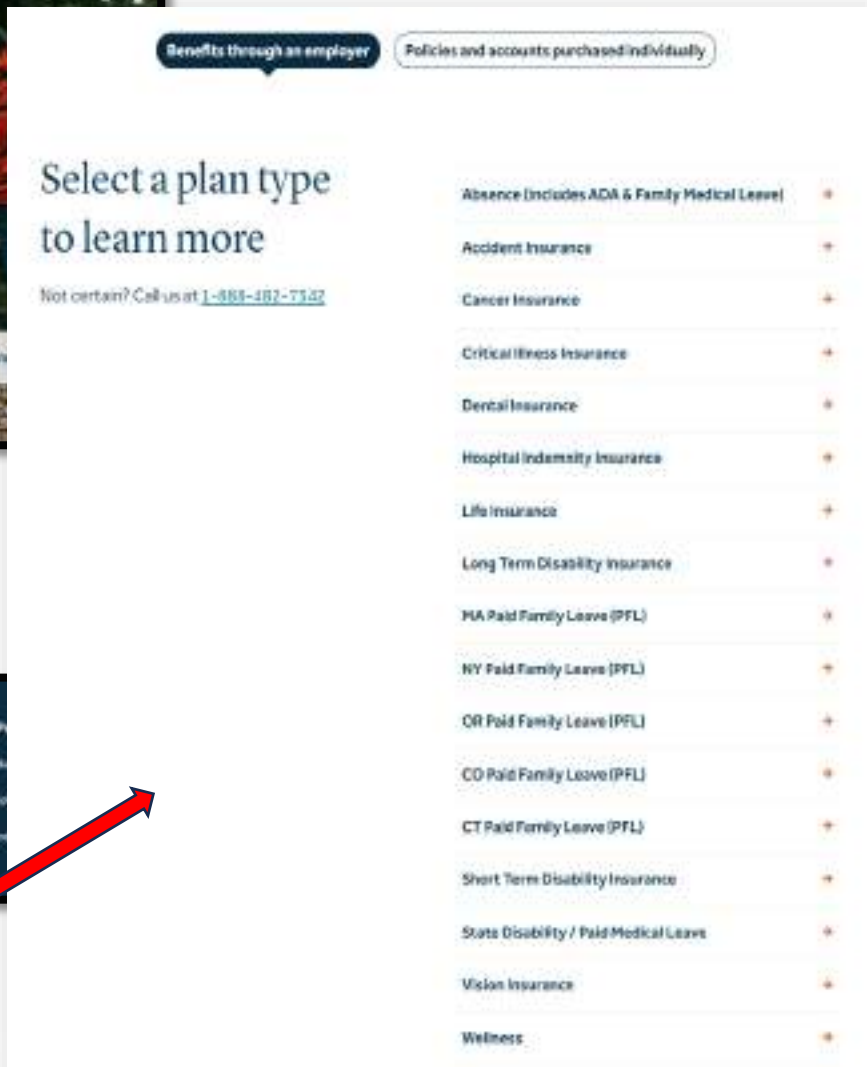 Benefits through an employer
Policies and accounts purchased individually
Select a plan type
to learn more
Not certain? Call us at 1-888-482-7342
Absence (includes ADA & Family Medical Leave)
Accident Insurance
Cancer Insurance
Critical Illness Insurance
Dental Insurance
Hospital Indemnity Insurance
Life Insurance
Long Term Disability Insurance
MA Paid Family Leave (PFL)
NY Paid Family Leave (PFL)
OR Paid Family Leave (PFL)
CO Paid Family Leave (PFL)
CT Paid Family Leave (PFL)
Short Term Disability Insurance
State Disability / Paid Medical Leave
Vision Insurance
Wellness